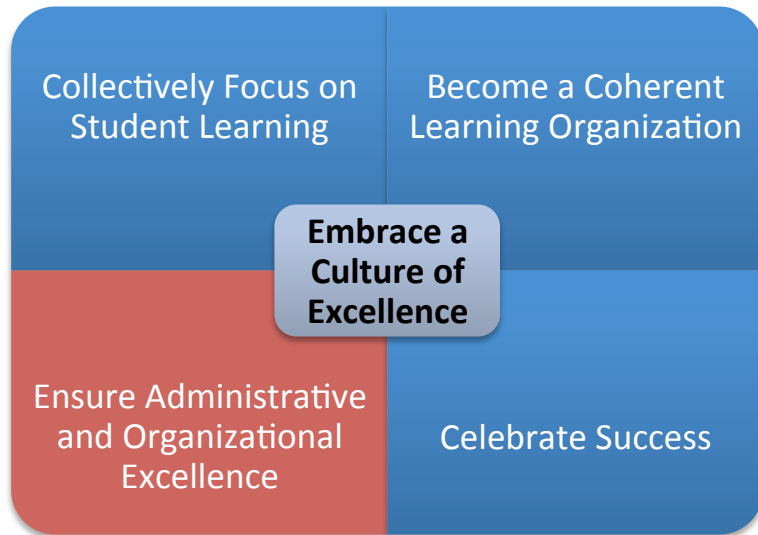 Collectively Focus on
Student Learning
Become a Coherent
Learning Organization
Embrace a
Culture of
Excellence
Ensure Administrative
and Organizational
Excellence
Celebrate Success